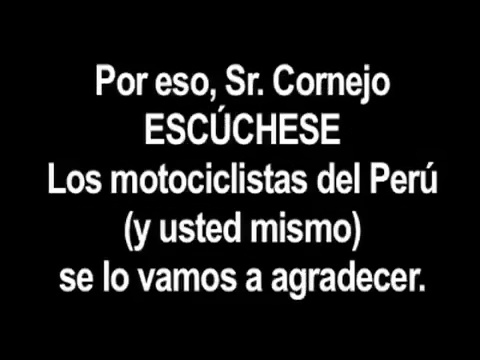 Por eso, Sr. Cornejo
ESCÚCHESE
Los motociclistas del Perú
(y usted mismo)
se lo vamos a agradecer.